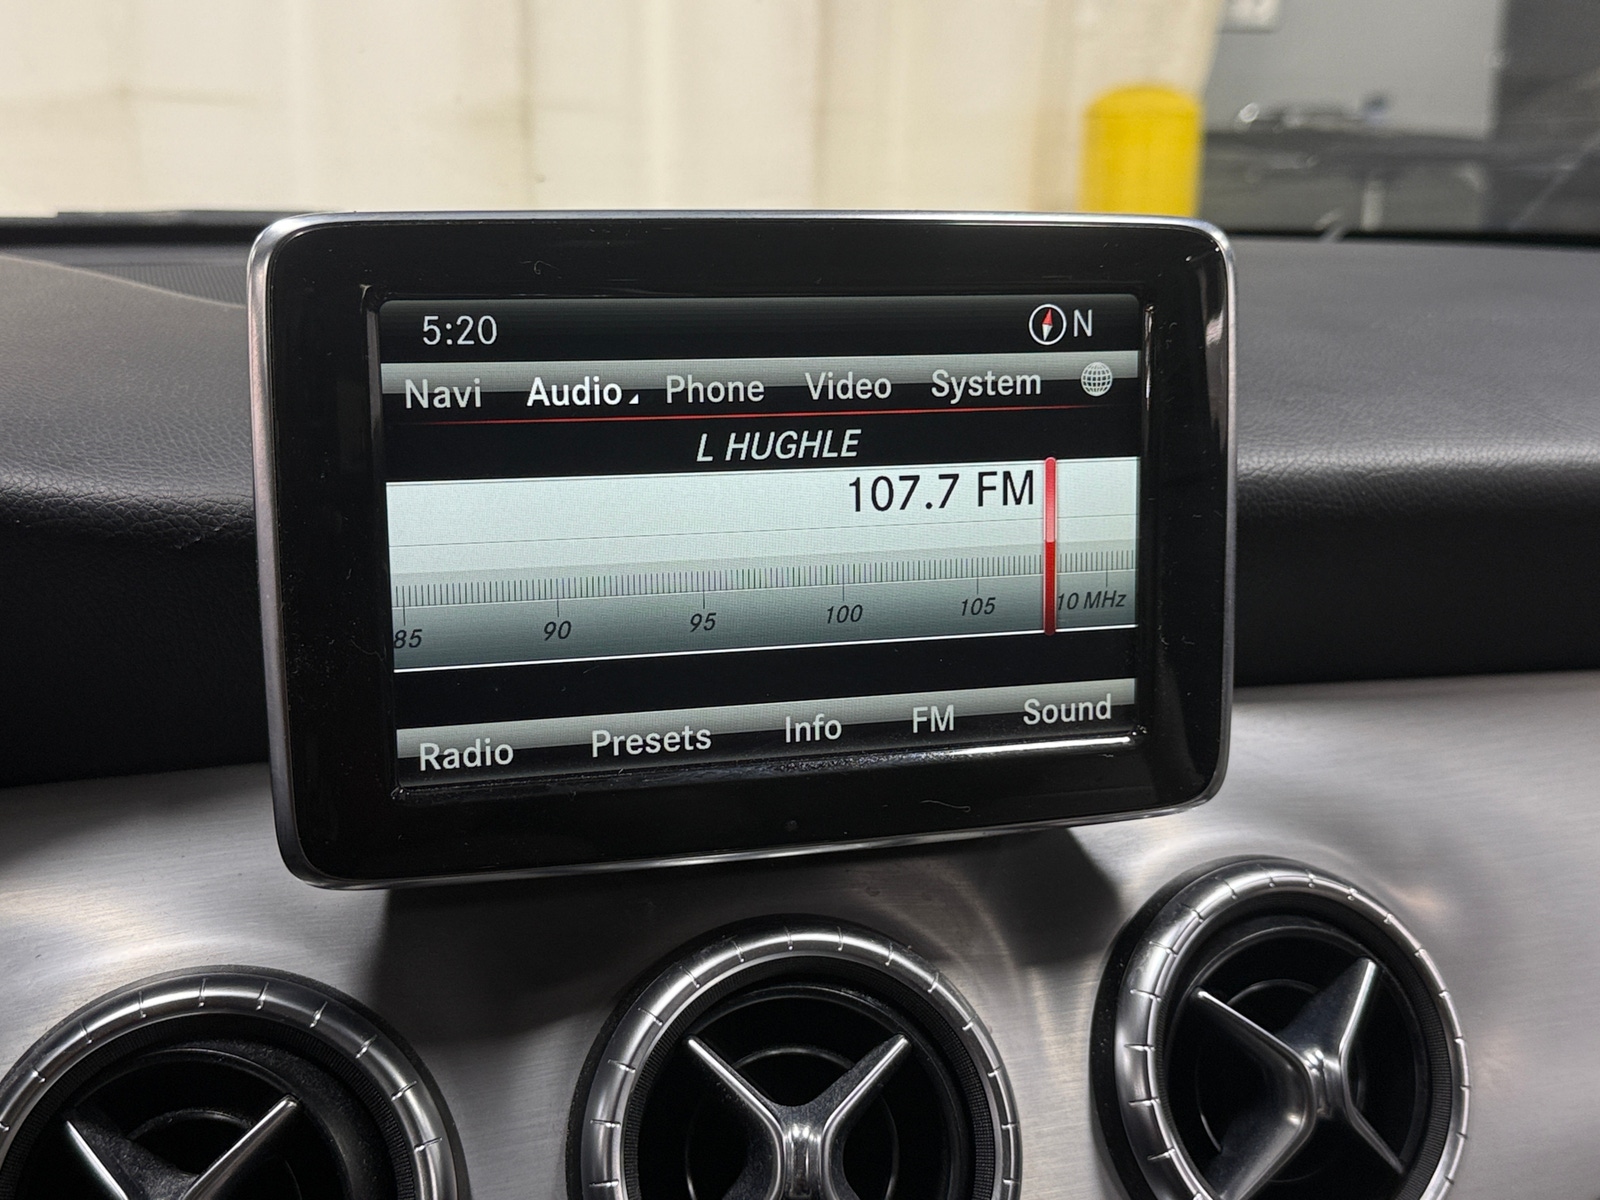 5:20 N
Navi Audio Phone Video System
L HUGHLE
107.7 FM
85 90 95 100 105 10 MHz
Radio Presets Info FM Sound